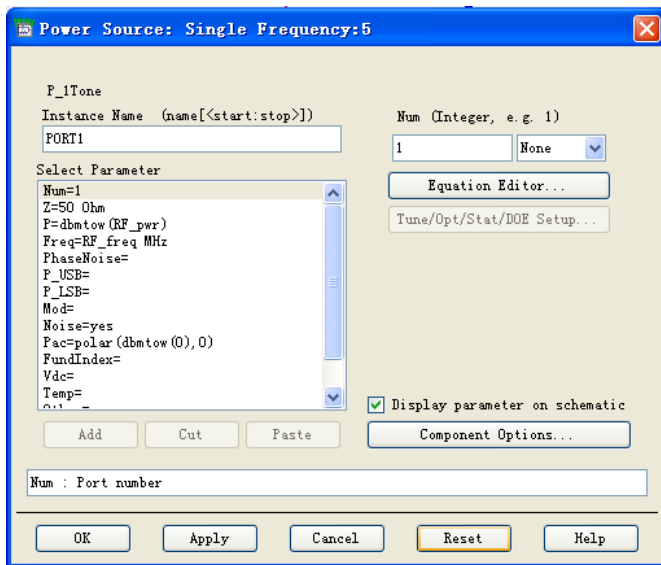 Power Source: Single Frequency:5
P_1Tone
Instance Name (name[<start:stop>])
PORT1
Select Parameter
Num=1
Z=50 Ohm
P=dbmtow(RF_pwr)
Freq=RF_freq MHz
PhaseNoise=
P_USB=
P_LSB=
Mod=
Noise=yes
Pac=polar(dbmtow(0),0)
FundIndex=
Vdc=
Temp=
Add Cut Paste
Num (Integer, e.g. 1)
1 None
Equation Editor...
Tune/Opt/Stat/DOE Setup...
Display parameter on schematic
Component Options...
Num : Port number
OK Apply Cancel Reset Help